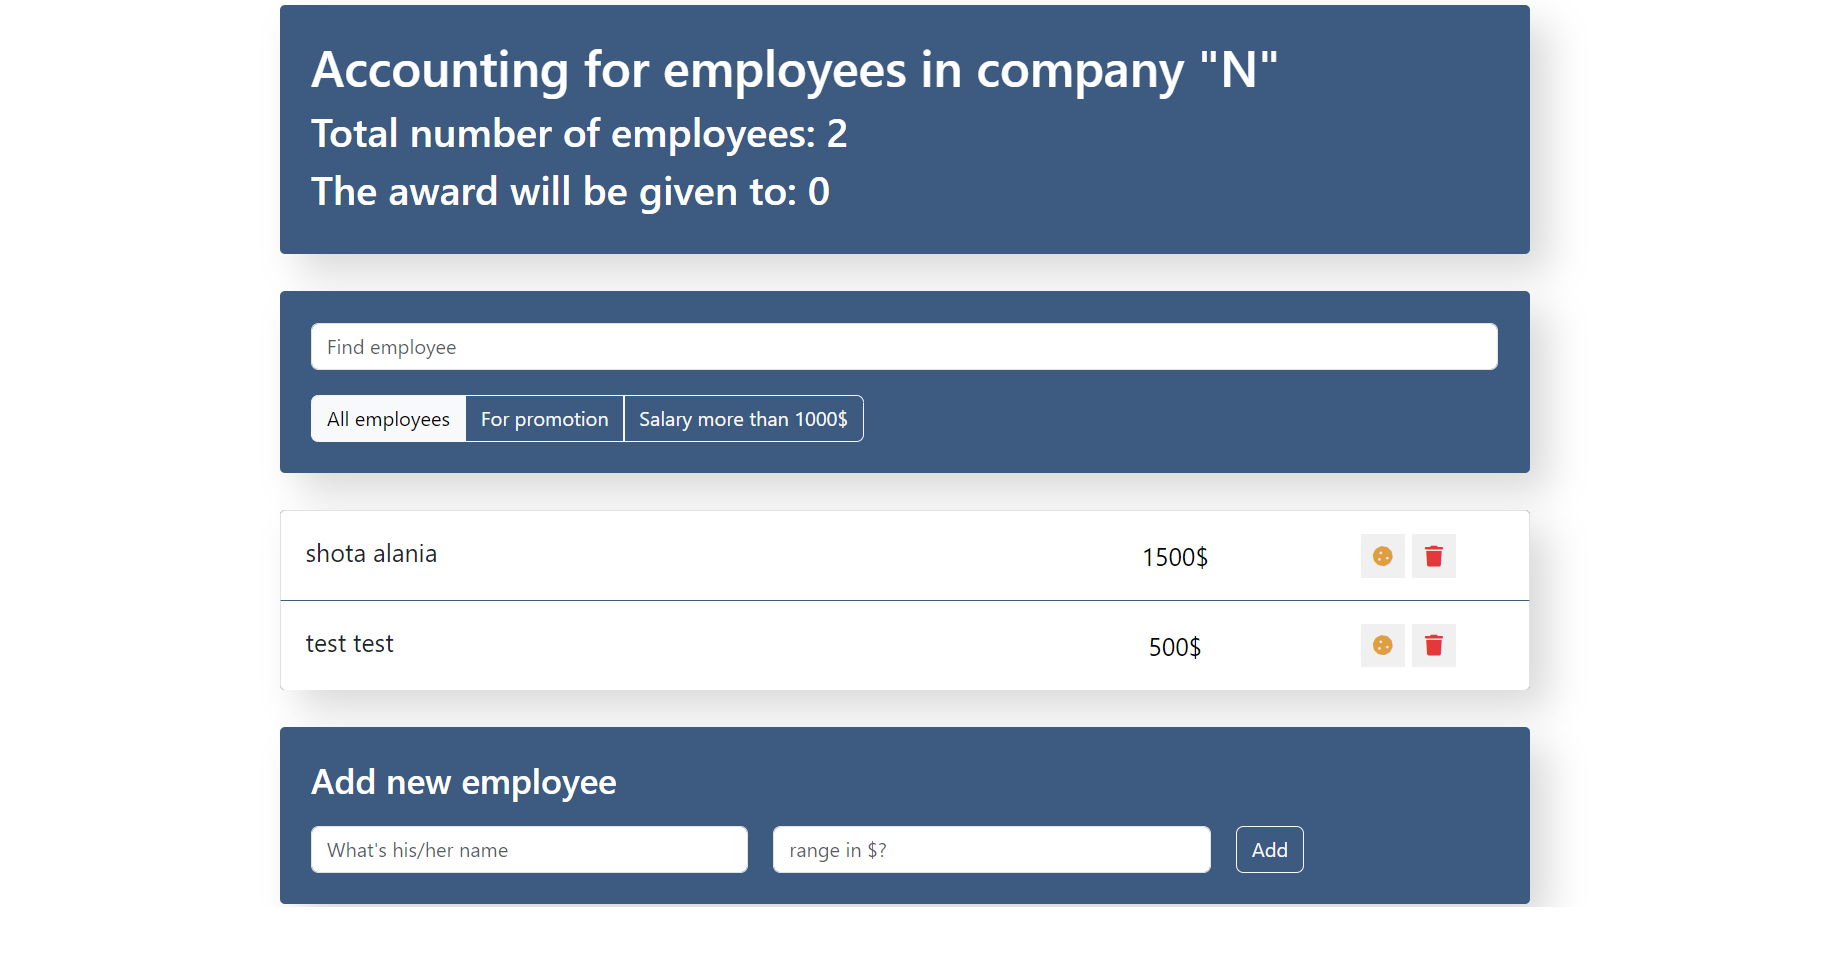 Accounting for employees in company "N"
Total number of employees: 2
The award will be given to: 0
Find employee
All employees For promotion Salary more than 1000$
shota alania 1500$
test test 500$
Add new employee
What's his/her name range in $? Add